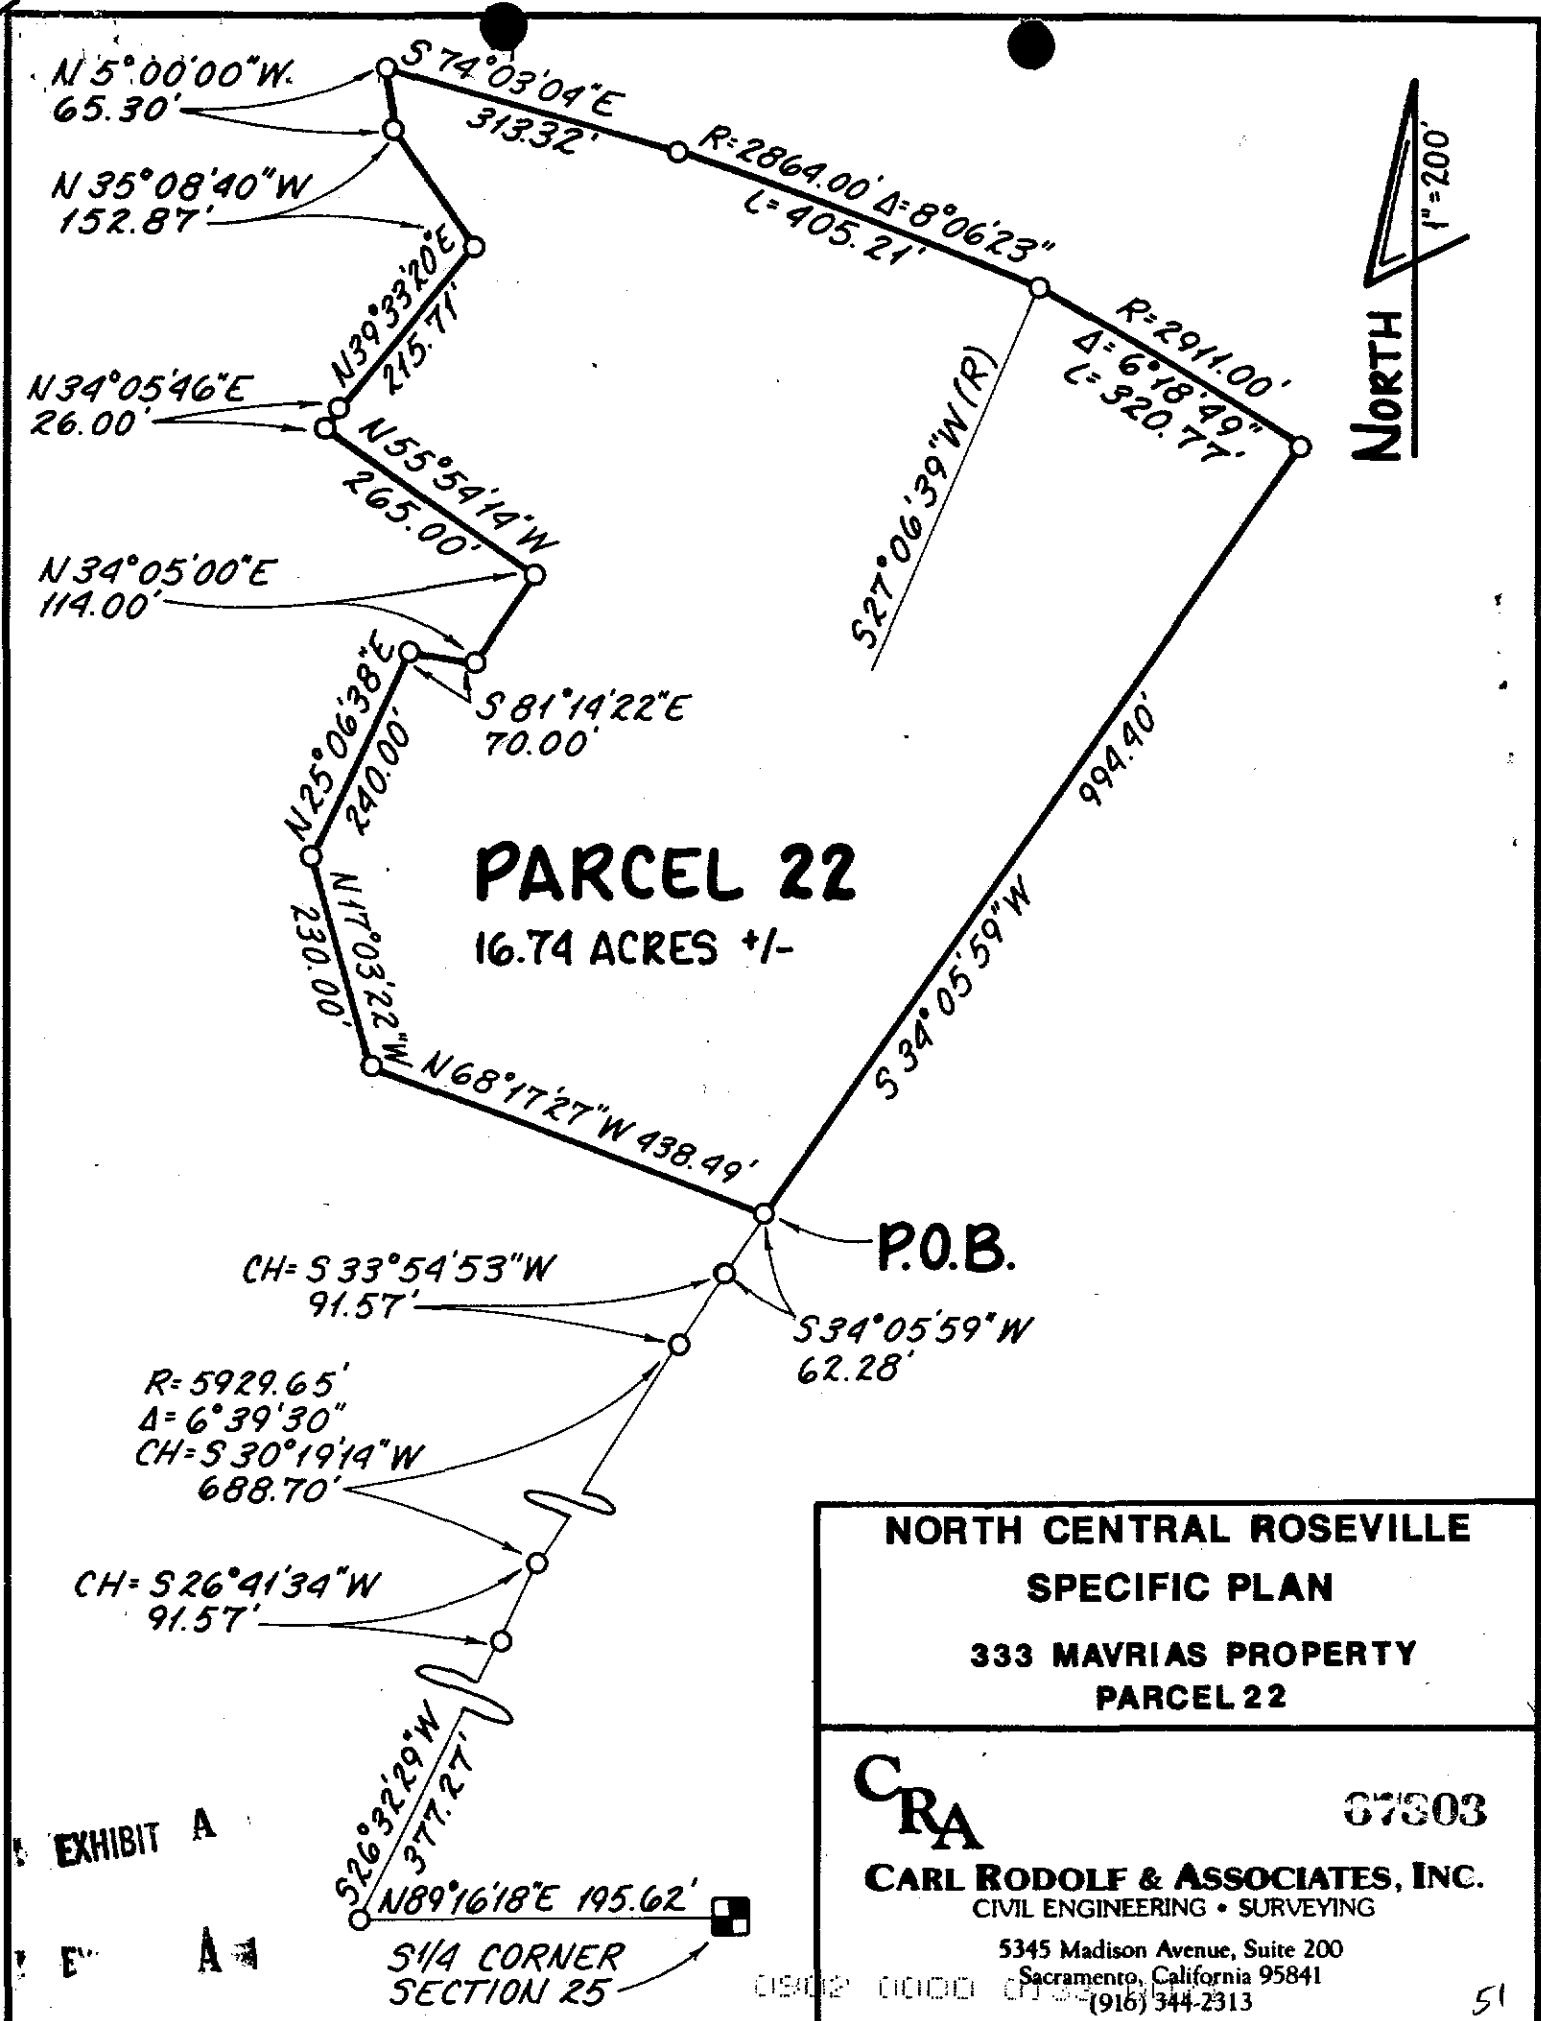 N 5°00'00"W
65.30'
S 74°03'04"E
313.32'
R=2864.00' Δ=8°06'23"
L=405.21'
1"=200'
NORTH
N 35°08'40"W
152.87'
N39°33'20"E
215.71'
R=2911.00'
Δ=6°18'49"
L=320.77'
N34°05'46"E
26.00'
N55°54'14"W
265.00'
S27°06'39"W (R)
N34°05'00"E
114.00'
S 81°14'22"E
70.00'
N25°06'38"E
240.00'
994.40'
S 34°05'59"W
PARCEL 22
16.74 ACRES +/-
N17°03'22"W
230.00'
N68°17'27"W 438.49'
P.O.B.
CH= S 33°54'53"W
91.57'
S34°05'59"W
62.28'
R=5929.65'
Δ=6°39'30"
CH=S 30°19'14"W
688.70'
CH= S26°41'34"W
91.57'
S26°32'29"W
377.27'
N89°16'18"E 195.62'
S1/4 CORNER
SECTION 25
EXHIBIT A
A
NORTH CENTRAL ROSEVILLE
SPECIFIC PLAN
333 MAVRIAS PROPERTY
PARCEL 22
CRA
CARL RODOLF & ASSOCIATES, INC.
CIVIL ENGINEERING • SURVEYING
5345 Madison Avenue, Suite 200
Sacramento, California 95841
(916) 344-2313
51